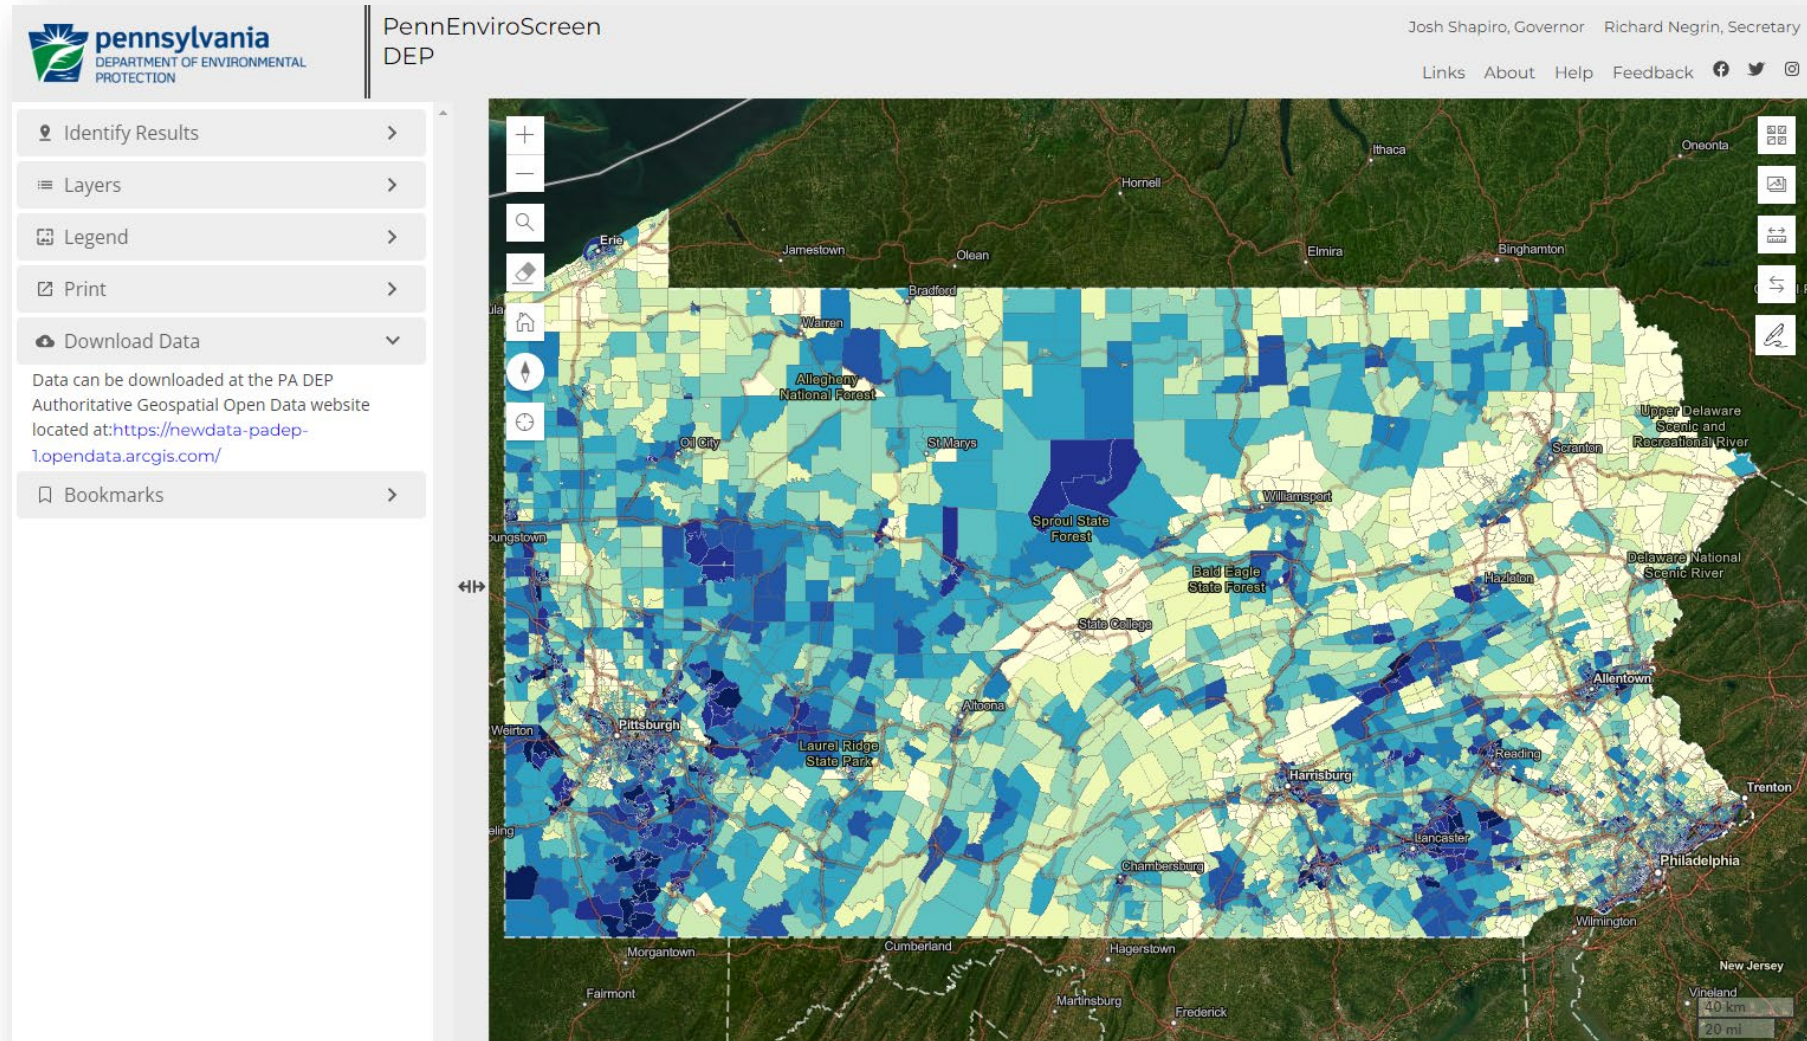 pennsylvania
DEPARTMENT OF ENVIRONMENTAL
PROTECTION
PennEnviroScreen
DEP
Josh Shapiro, Governor Richard Negrin, Secretary
Links About Help Feedback
Identify Results
Layers
Legend
Print
Download Data
Data can be downloaded at the PA DEP
Authoritative Geospatial Open Data website
located at:https://newdata-padep-
1.opendata.arcgis.com/
Bookmarks
Ithaca
Oneonta
Hornell
Erie
Jamestown
Olean
Elmira
Binghamton
Bradford
Warren
Allegheny
National Forest
Oil City
St Marys
Upper Delaware
Scenic and
Recreational River
Scranton
Williamsport
Sproul State
Forest
oungstown
Bald Eagle
State Forest
Delaware National
Scenic River
Hazleton
State College
Allentown
Altoona
Weirton
Pittsburgh
Laurel Ridge
State Park
Reading
Harrisburg
Trenton
eling
Lancaster
Chambersburg
Philadelphia
Wilmington
Morgantown
Cumberland
Hagerstown
New Jersey
Fairmont
Martinsburg
Frederick
Vineland
40 km
20 mi